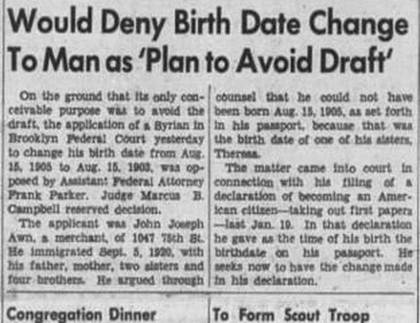 Would Deny Birth Date Change
To Man as 'Plan to Avoid Draft'
On the ground that its only con-
ceivable purpose was to avoid the
draft, the application of a Syrian in
Brooklyn Federal Court yesterday
to change his birth date from Aug.
15, 1905 to Aug. 15, 1903, was op-
posed by Assistant Federal Attorney
Frank Parker. Judge Marcus B.
Campbell reserved decision.
The applicant was John Joseph
Awn, a merchant, of 1047 75th St.
He immigrated Sept. 5, 1920, with
his father, mother, two sisters and
four brothers. He argued through
counsel that he could not have
been born Aug. 15, 1905, as set forth
in his passport, because that was
the birth date of one of his sisters,
Theresa.
The matter came into court in
connection with his filing of a
declaration of becoming an Amer-
ican citizen—taking out first papers
—last Jan. 19. In that declaration
he gave as the time of his birth the
birthdate on his passport. He
seeks now to have the change made
in his declaration.
Congregation Dinner
To Form Scout Troop